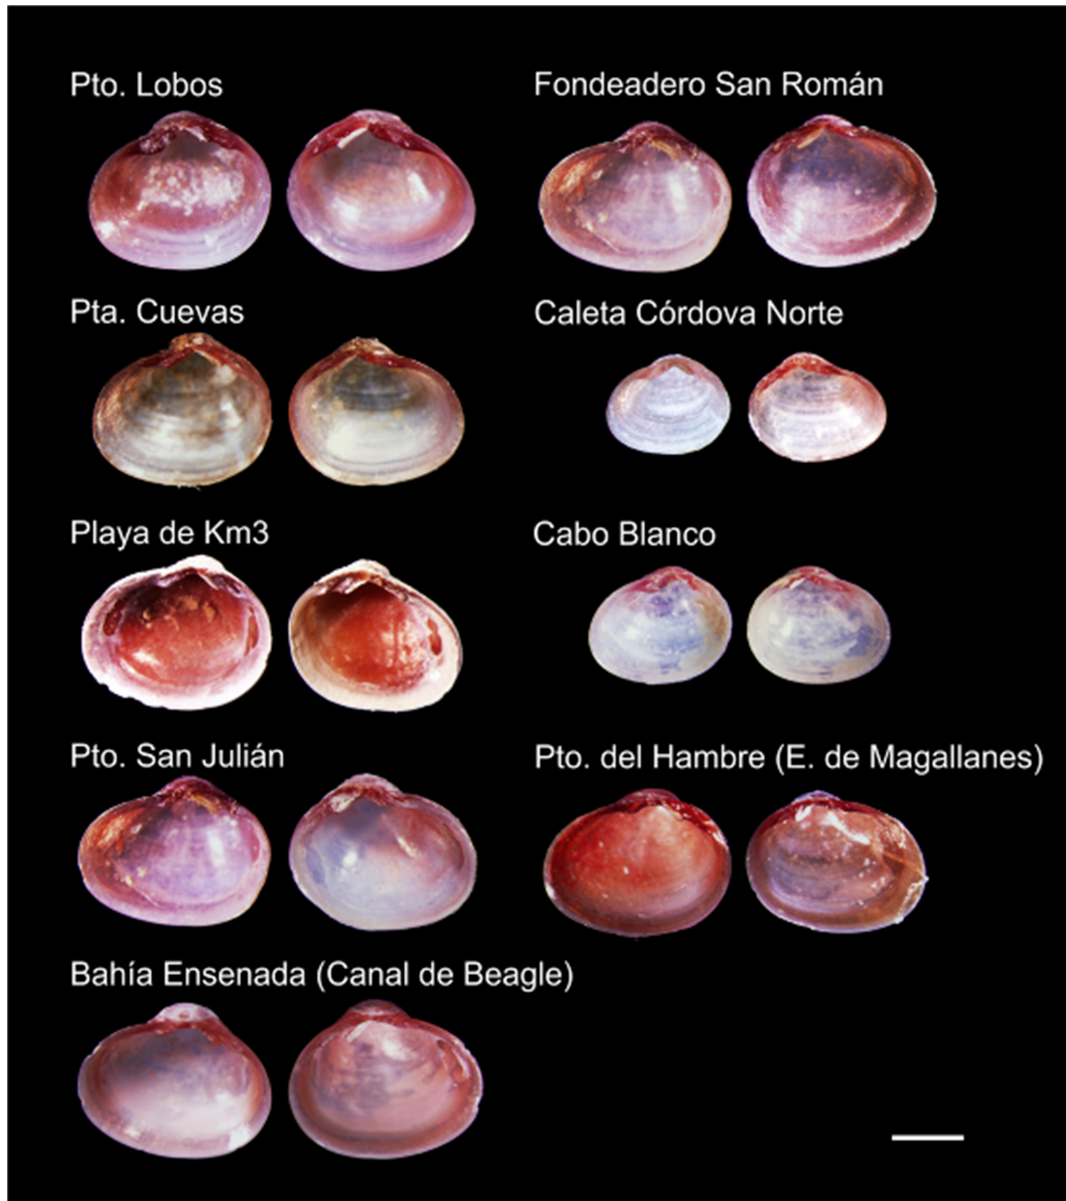 Pto. Lobos
Fondeadero San Román
Pta. Cuevas
Caleta Córdova Norte
Playa de Km3
Cabo Blanco
Pto. San Julián
Pto. del Hambre (E. de Magallanes)
Bahía Ensenada (Canal de Beagle)